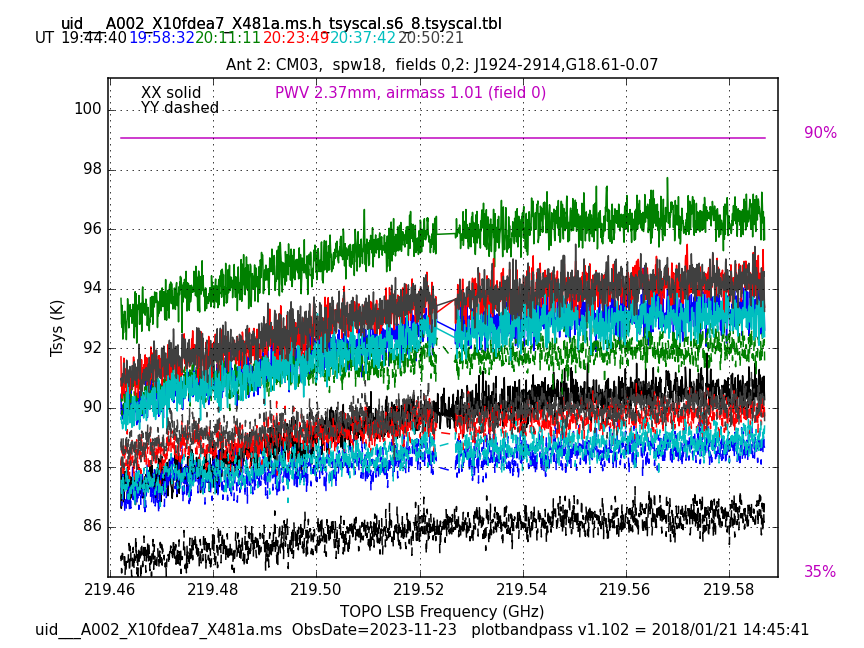 uid___A002_X10fdea7_X481a.ms.h_tsyscal.s6_8.tsyscal.tbl
UT 19:44:40 19:58:32 20:11:11 20:23:49 20:37:42 20:50:21
Ant 2: CM03, spw18, fields 0,2: J1924-2914,G18.61-0.07
XX solid
PWV 2.37mm, airmass 1.01 (field 0)
YY dashed
100
90%
98
96
94
92
90
88
86
Tsys (K)
35%
219.46 219.48 219.50 219.52 219.54 219.56 219.58
TOPO LSB Frequency (GHz)
uid___A002_X10fdea7_X481a.ms ObsDate=2023-11-23 plotbandpass v1.102 = 2018/01/21 14:45:41